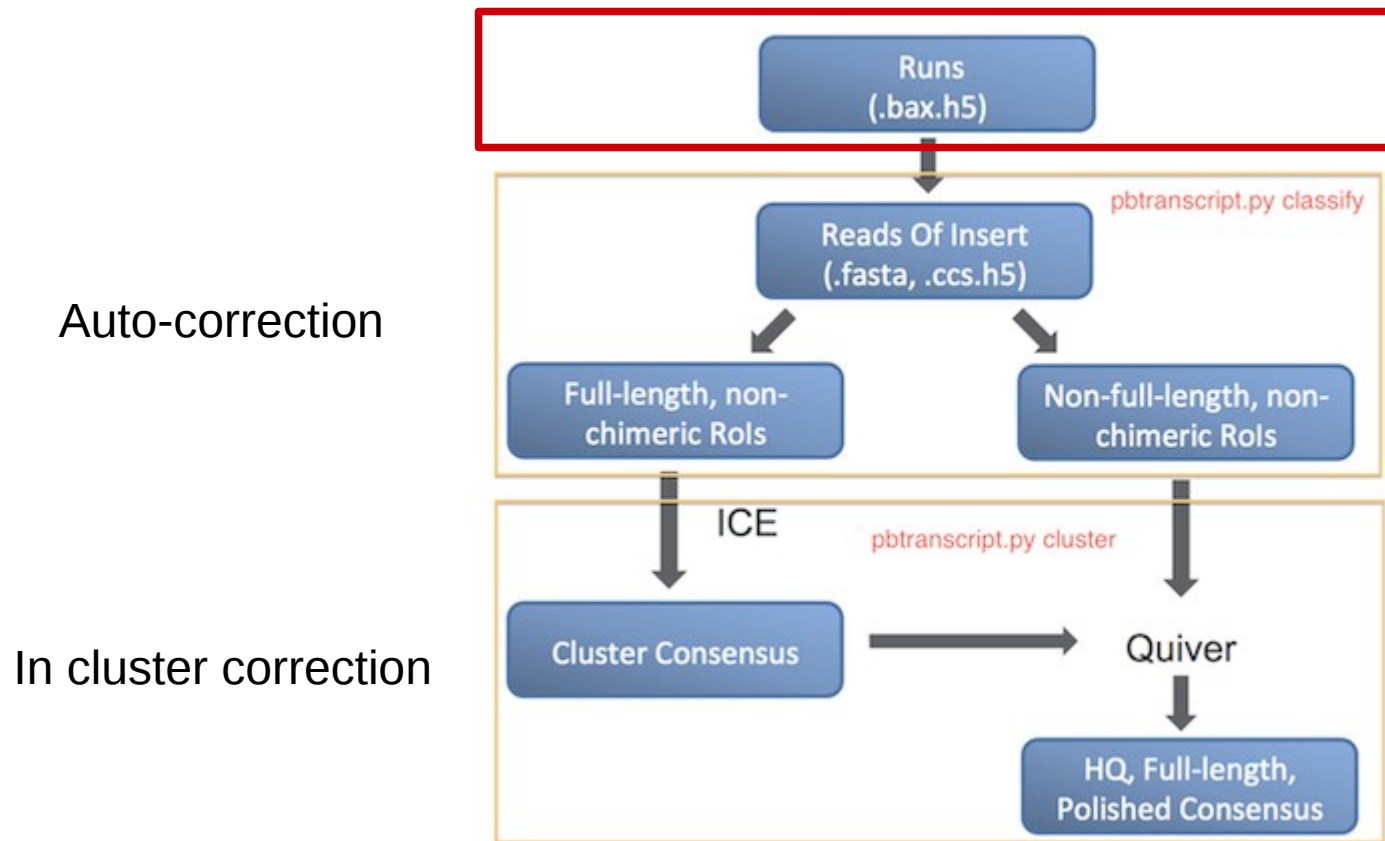 Runs
(.bax.h5)
pbtranscript.py classify
Reads Of Insert
(.fasta, .ccs.h5)
Auto-correction
Full-length, non-
chimeric RoIs
Non-full-length, non-
chimeric RoIs
ICE
pbtranscript.py cluster
In cluster correction
Cluster Consensus
Quiver
HQ, Full-length,
Polished Consensus